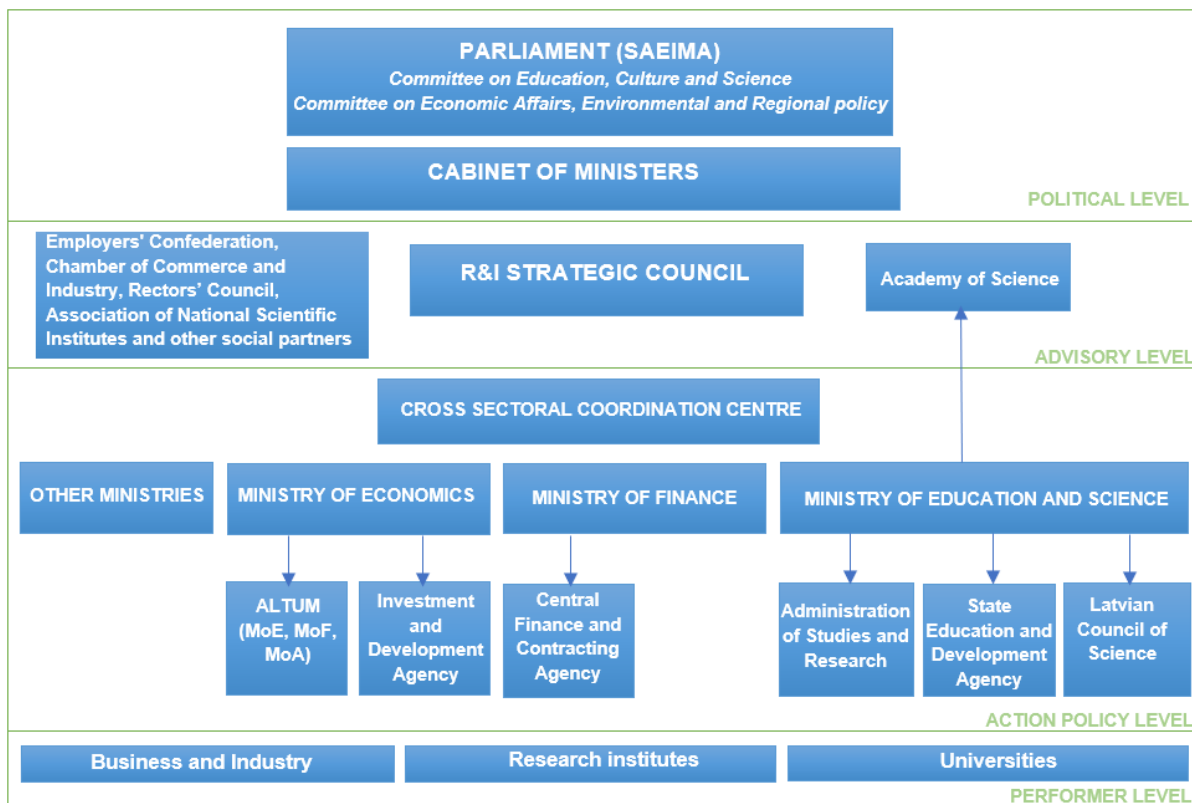 PARLIAMENT (SAEIMA)
Committee on Education, Culture and Science
Committee on Economic Affairs, Environmental and Regional policy
CABINET OF MINISTERS
POLITICAL LEVEL
Employers' Confederation,
Chamber of Commerce and
Industry, Rectors’ Council,
Association of National Scientific
Institutes and other social partners
R&I STRATEGIC COUNCIL
Academy of Science
ADVISORY LEVEL
CROSS SECTORAL COORDINATION CENTRE
OTHER MINISTRIES
MINISTRY OF ECONOMICS
MINISTRY OF FINANCE
MINISTRY OF EDUCATION AND SCIENCE
ALTUM
(MoE, MoF,
MoA)
Investment
and
Development
Agency
Central
Finance and
Contracting
Agency
Administration
of Studies and
Research
State
Education and
Development
Agency
Latvian
Council of
Science
ACTION POLICY LEVEL
Business and Industry
Research institutes
Universities
PERFORMER LEVEL